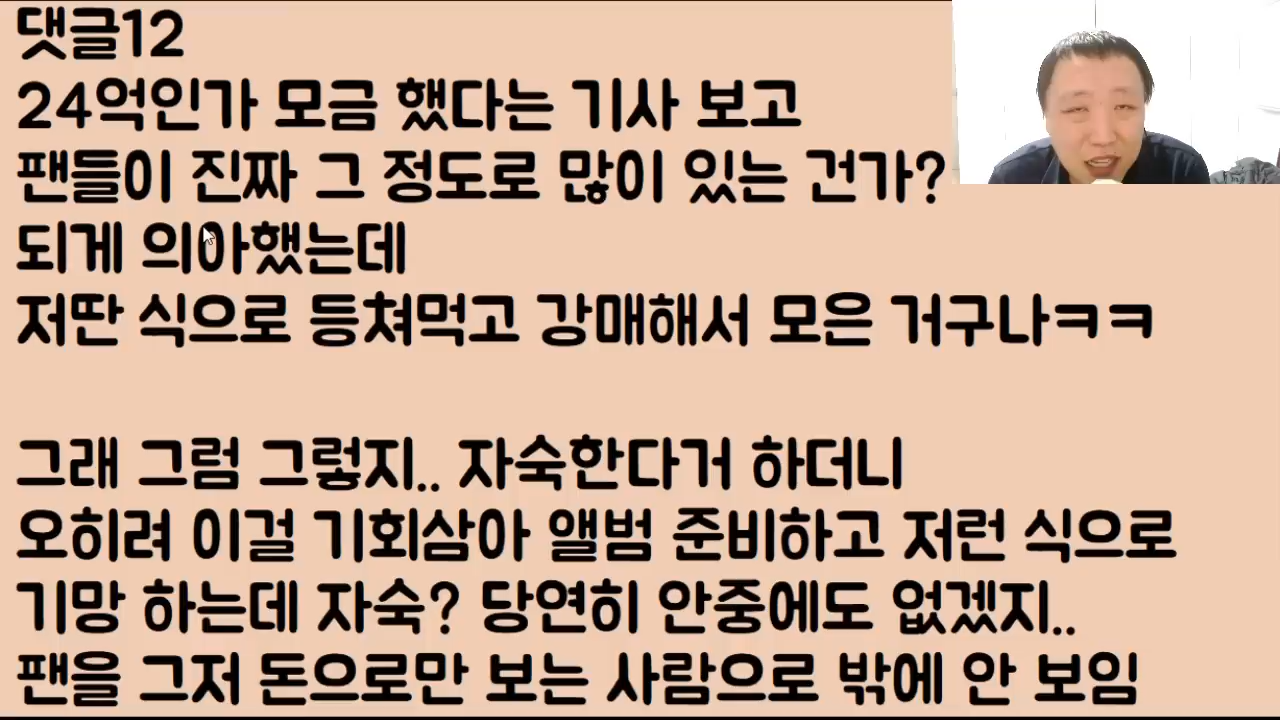 댓글12
24억인가 모금 했다는 기사 보고
팬들이 진짜 그 정도로 많이 있는 건가?
되게 의아했는데
저딴 식으로 등쳐먹고 강매해서 모은 거구나ㅋㅋ
그래 그럼 그렇지.. 자숙한다거 하더니
오히려 이걸 기회삼아 앨범 준비하고 저런 식으로
기망 하는데 자숙? 당연히 안중에도 없겠지..
팬을 그저 돈으로만 보는 사람으로 밖에 안 보임